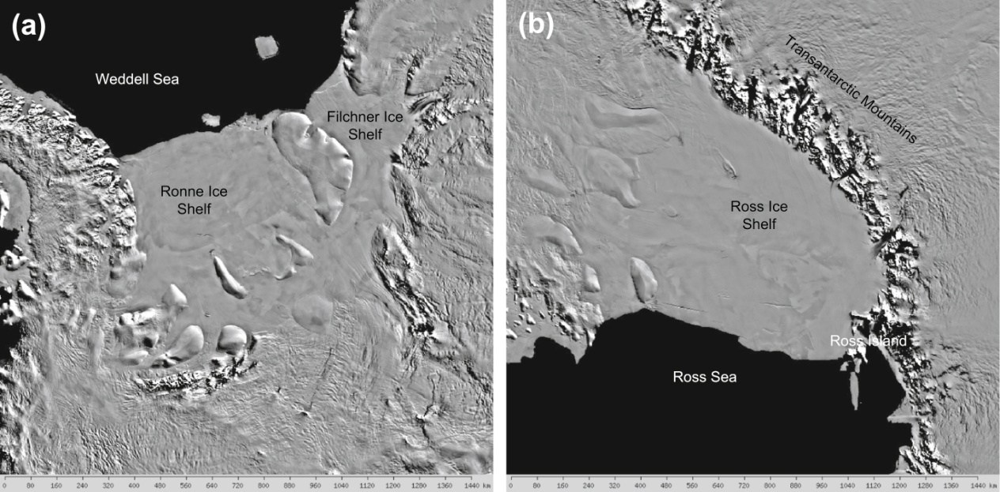 (a)
Weddell Sea
Filchner Ice
Shelf
Ronne Ice
Shelf
0 80 160 240 320 400 480 560 640 720 800 880 960 1040 1120 1200 1280 1360 1440 km
(b)
Transantarctic Mountains
Ross Ice
Shelf
Ross Island
Ross Sea
0 80 160 240 320 400 480 560 640 720 800 880 960 1040 1120 1200 1280 1360 1440 km